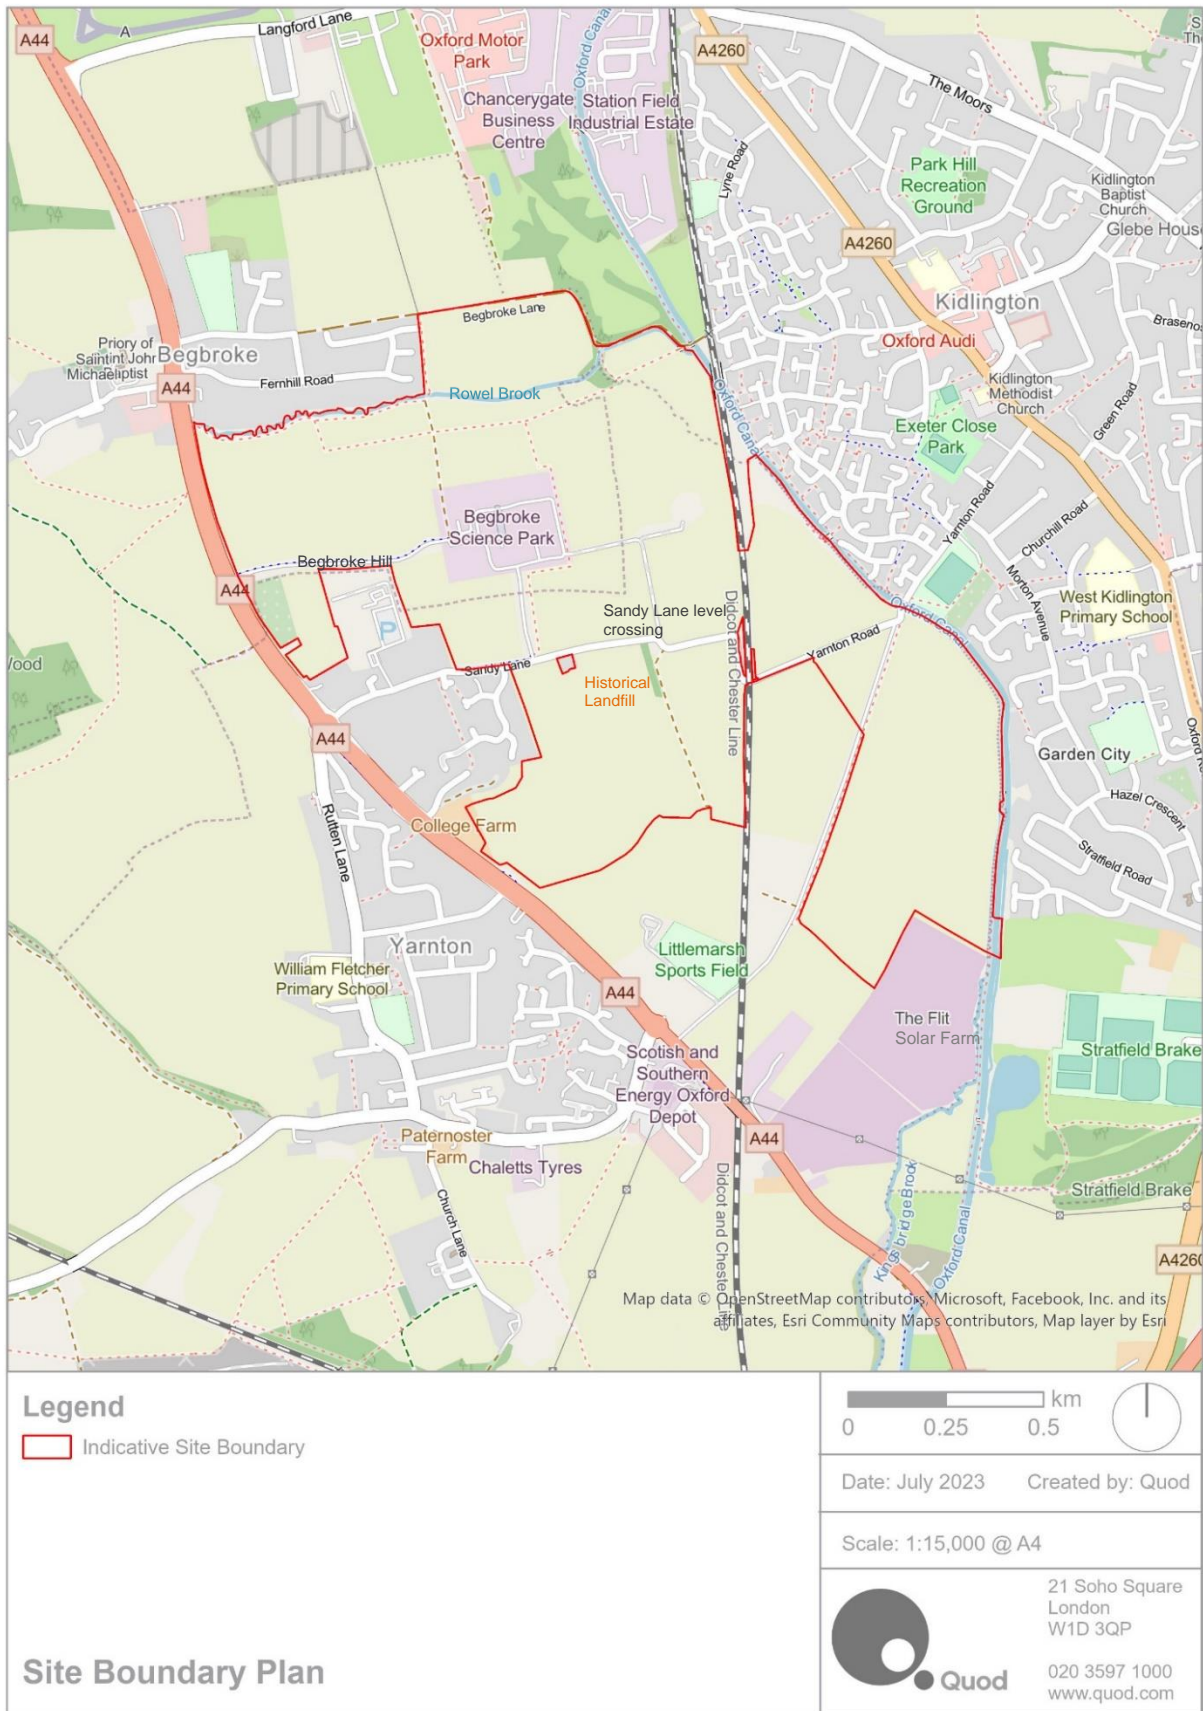 A44
A
Langford Lane
Oxford Motor
Park
Oxford Canal
A4260
The Moors
Chancerygate
Business
Centre
Station Field
Industrial Estate
Lyne Road
Park Hill
Recreation
Ground
Kidlington
Baptist
Church
Glebe Hous
A4260
Kidlington
Oxford Audi
Kidlington
Methodist
Church
Green Road
Exeter Close
Park
Yarnton Road
Churchill Road
Morton Avenue
West Kidlington
Primary School
Priory of
Saintint John
Michaeliptist
Begbroke
Fernhill Road
A44
Begbroke Lane
Rowel Brook
Oxford Canal
Begbroke
Science Park
Begbroke Hill
A44
P
Sandy Lane level
crossing
Sandy Lane
Historical
Landfill
Didcot and Chester Line
Yarnton Road
Oxford Canal
Garden City
Hazel Crescent
Stratfield Road
A44
Rutten Lane
College Farm
Yarnton
William Fletcher
Primary School
Littlemarsh
Sports Field
A44
The Flit
Solar Farm
Stratfield Brake
Scotish and
Southern
Energy Oxford
Depot
A44
Paternoster
Farm
Chaletts Tyres
Church Lane
Didcot and Chester Line
Kings bridge Brook
Oxford Canal
Stratfield Brake
Map data © OpenStreetMap contributors, Microsoft, Facebook, Inc. and its
affiliates, Esri Community Maps contributors, Map layer by Esri
Legend
Indicative Site Boundary
Site Boundary Plan
km
0 0.25 0.5
Date: July 2023 Created by: Quod
Scale: 1:15,000 @ A4
Quod
21 Soho Square
London
W1D 3QP
020 3597 1000
www.quod.com